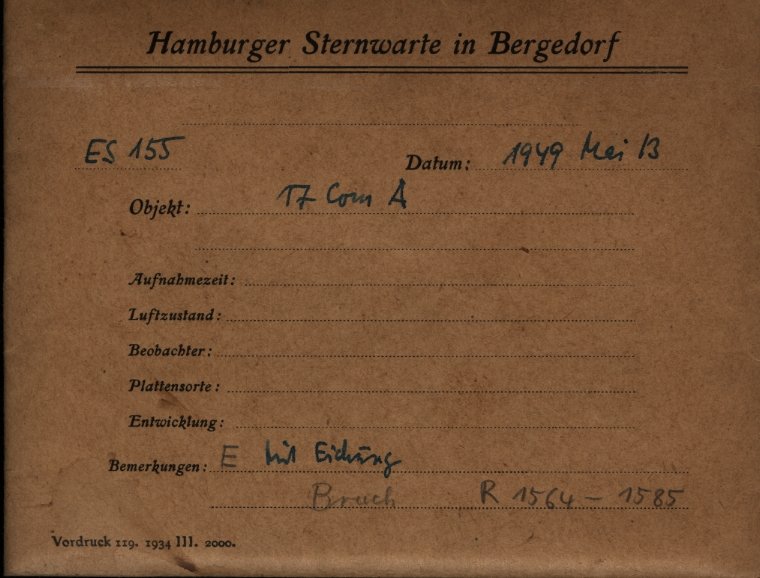 Hamburger Sternwarte in Bergedorf
ES 155 Datum: 1949 Mai 13
Objekt: 17 Com A
Aufnahmezeit:
Luftzustand:
Beobachter:
Plattensorte:
Entwicklung:
Bemerkungen: E mit Eichung
Bruch R 1564 – 1585
Vordruck 119. 1934 III. 2000.